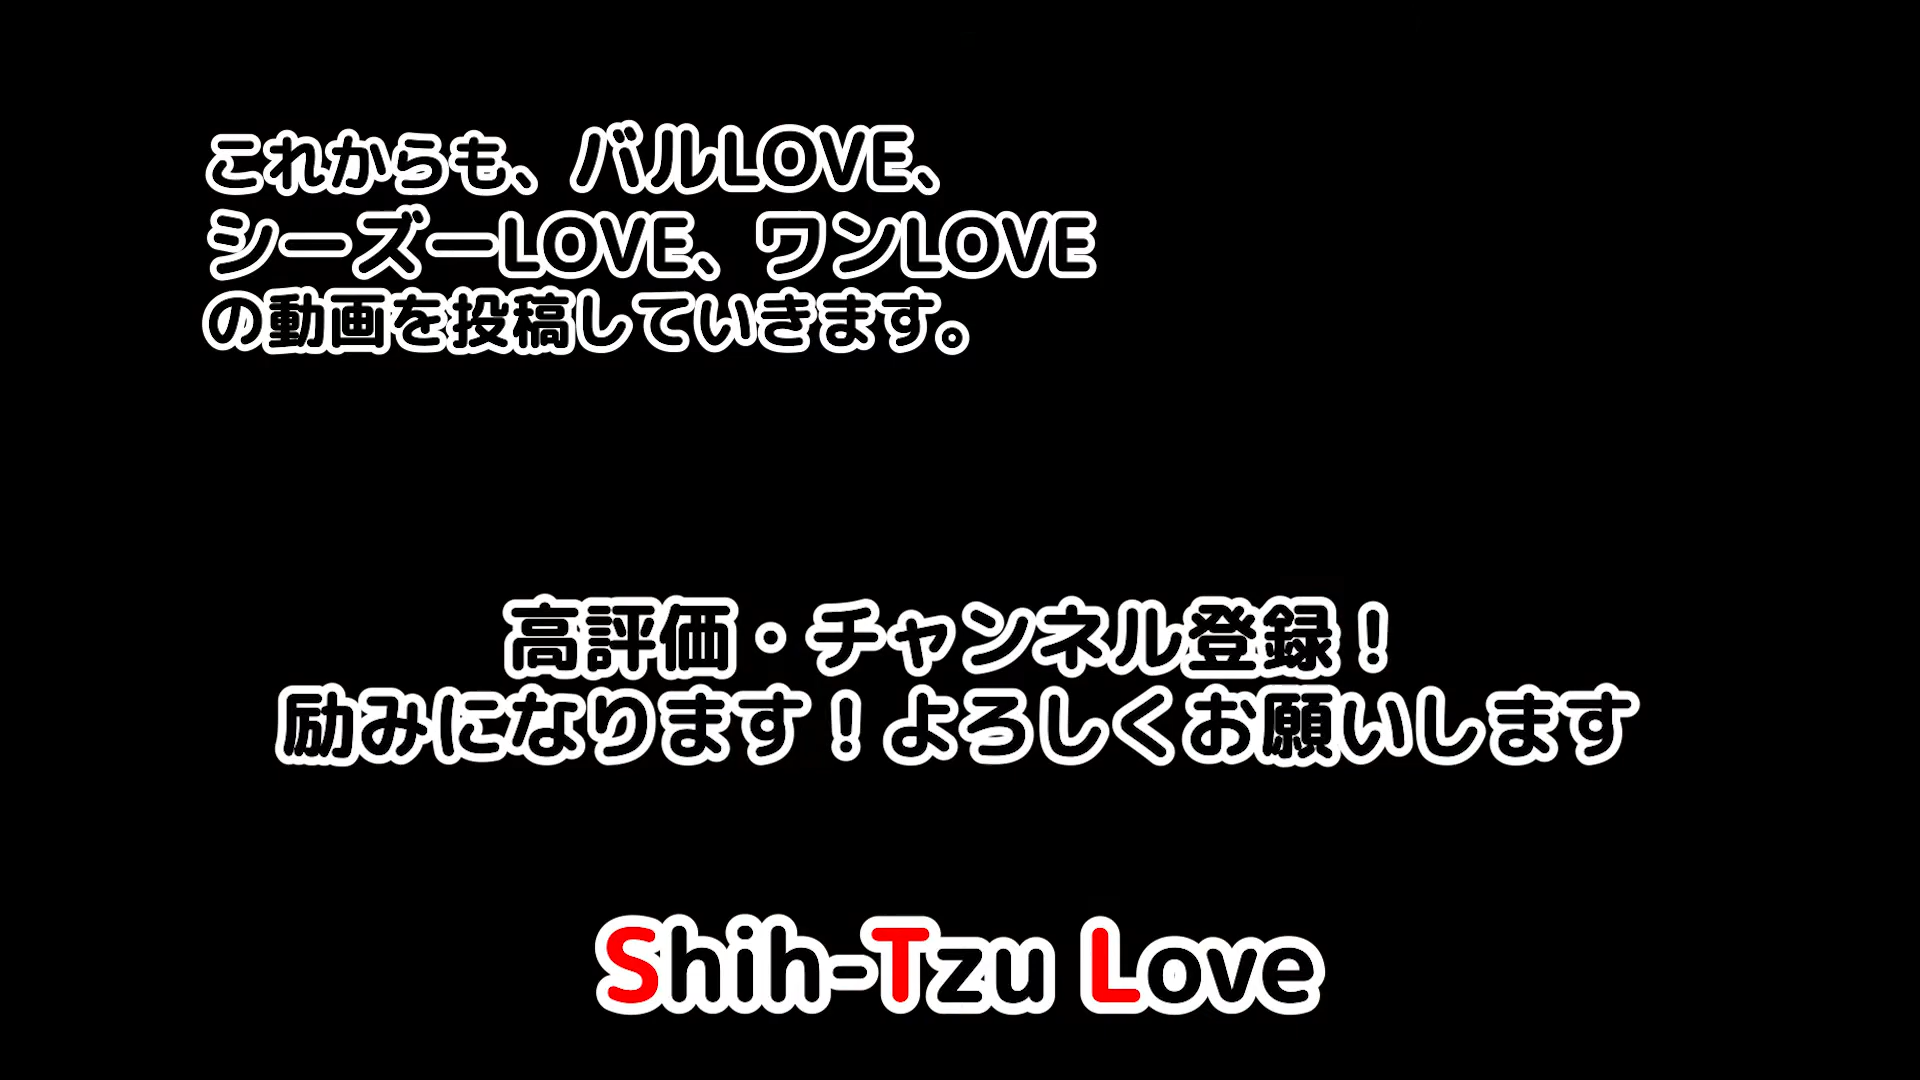 これからも、バルLOVE、
シーズーLOVE、ワンLOVE
の動画を投稿していきます。
高評価・チャンネル登録！
励みになります！よろしくお願いします
Shih-Tzu Love